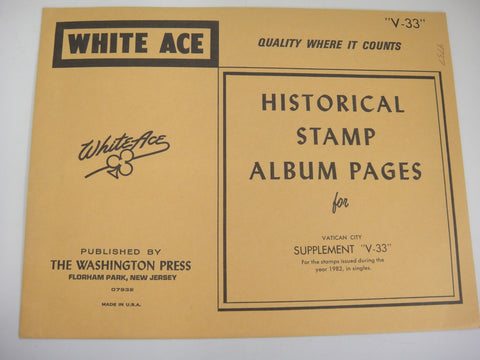 WHITE ACE
"V-33"
QUALITY WHERE IT COUNTS
White Ace
PUBLISHED BY
THE WASHINGTON PRESS
FLORHAM PARK, NEW JERSEY
07932
MADE IN U.S.A.
HISTORICAL
STAMP
ALBUM PAGES
for
VATICAN CITY
SUPPLEMENT "V-33"
For the stamps issued during the
year 1983, in singles.